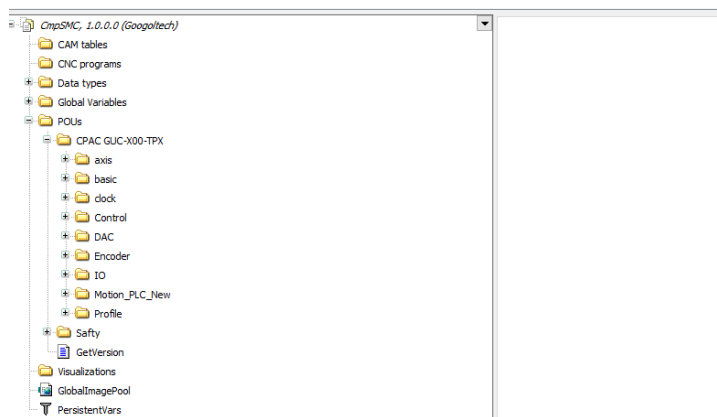 CmpSMC, 1.0.0.0 (Googoltech)
CAM tables
CNC programs
Data types
Global Variables
POUs
CPAC GUC-X00-TPX
axis
basic
clock
Control
DAC
Encoder
IO
Motion_PLC_New
Profile
Safty
GetVersion
Visualizations
GlobalImagePool
PersistentVars